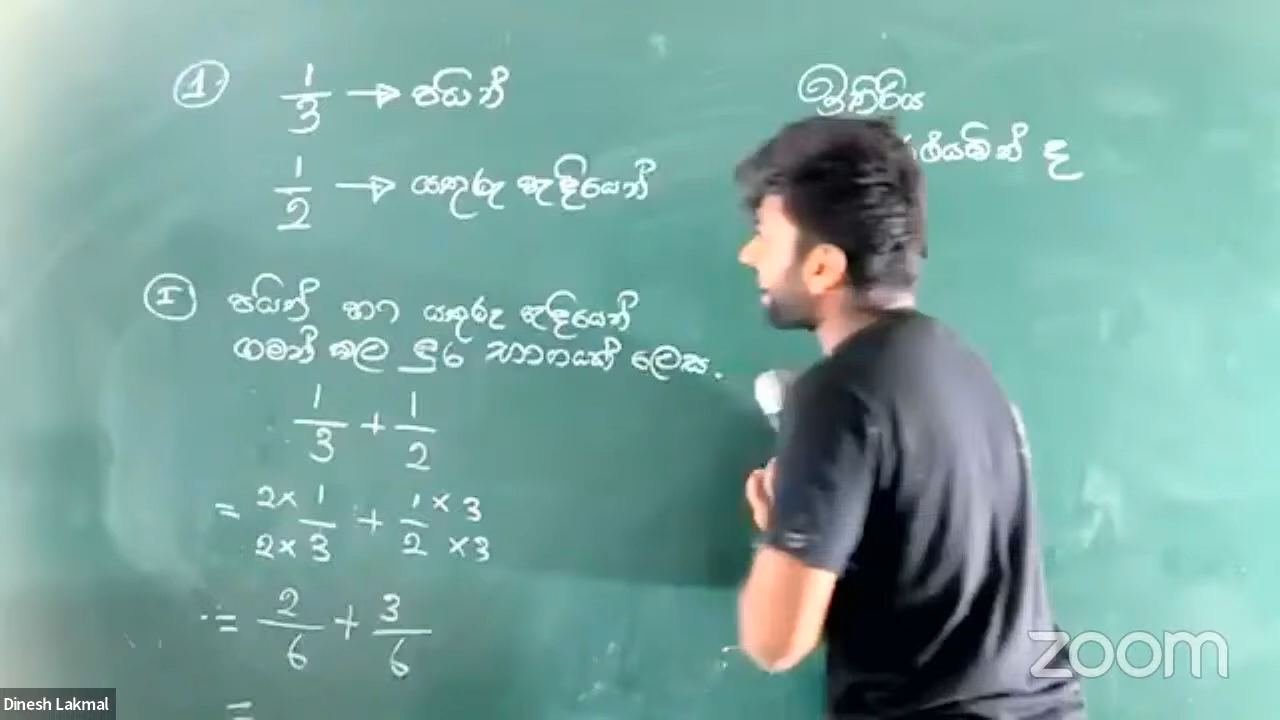 1.
1/3 → පයින්
1/2 → යතුරු පැදියෙන්
I පයින් හා යතුරු පැදියෙන්
ගමන් කල දුර භාගයක් ලෙස.
1/3 + 1/2
= 2×1/2×3 + 1×3/2×3
= 2/6 + 3/6
=
ඉතිරිය
ද
zoom
Dinesh Lakmal